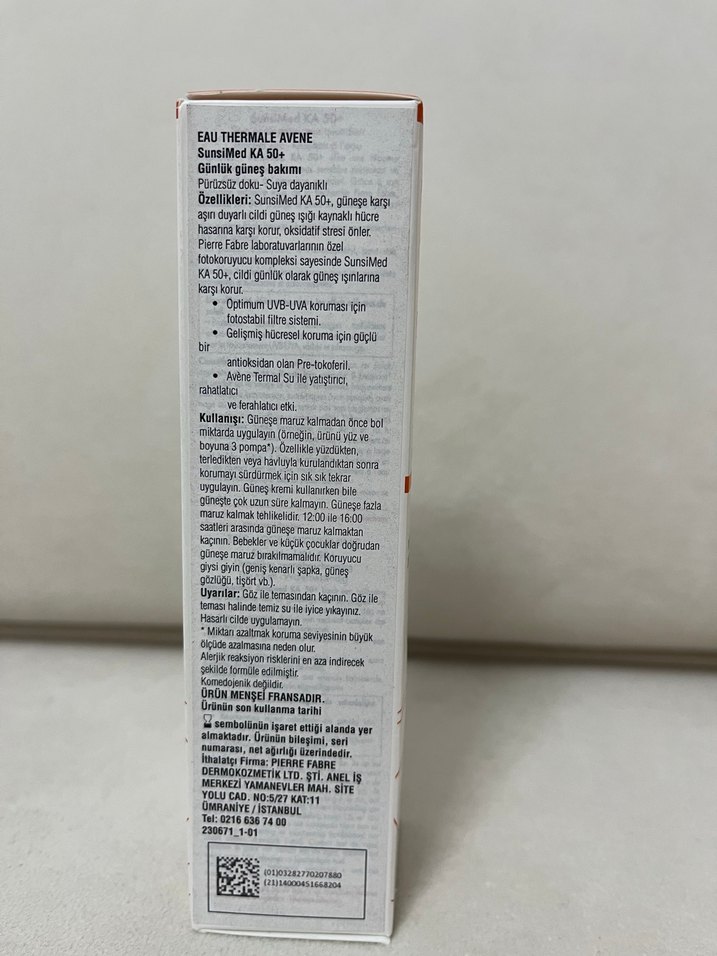 EAU THERMALE AVENE
SunsiMed KA 50+
Günlük güneş bakımı
Pürüzsüz doku- Suya dayanıklı
Özellikleri: SunsiMed KA 50+, güneşe karşı
aşırı duyarlı cildi güneş ışığı kaynaklı hücre
hasarına karşı korur, oksidatif stresi önler.
Pierre Fabre laboratuvarlarının özel
fotokoruyucu kompleksi sayesinde SunsiMed
KA 50+, cildi günlük olarak güneş ışınlarına
karşı korur.
• Optimum UVB-UVA koruması için
fotostabil filtre sistemi.
• Gelişmiş hücresel koruma için güçlü
bir
antioksidan olan Pre-tokoferil.
• Avène Termal Su ile yatıştırıcı,
rahatlatıcı
ve ferahlatıcı etki.
Kullanışı: Güneşe maruz kalmadan önce bol
miktarda uygulayın (örneğin, ürünü yüz ve
boyuna 3 pompa*). Özellikle yüzdükten,
terledikten veya havluyla kurulandıktan sonra
korumayı sürdürmek için sık sık tekrar
uygulayın. Güneş kremi kullanırken bile
güneşte çok uzun süre kalmayın. Güneşe fazla
maruz kalmak tehlikelidir. 12:00 ile 16:00
saatleri arasında güneşe maruz kalmaktan
kaçının. Bebekler ve küçük çocuklar doğrudan
güneşe maruz bırakılmamalıdır. Koruyucu
giysi giyin (geniş kenarlı şapka, güneş
gözlüğü, tişört vb.).
Uyarılar: Göz ile temasından kaçının. Göz ile
teması halinde temiz su ile iyice yıkayınız.
Hasarlı cilde uygulamayın.
* Miktarı azaltmak koruma seviyesinin büyük
ölçüde azalmasına neden olur.
Alerjik reaksiyon risklerini en aza indirecek
şekilde formüle edilmiştir.
Komedojenik değildir.
ÜRÜN MENŞEİ FRANSADIR.
Ürünün son kullanma tarihi
sembolünün işaret ettiği alanda yer
almaktadır. Ürünün bileşimi, seri
numarası, net ağırlığı üzerindedir.
İthalatçı Firma: PIERRE FABRE
DERMOKOZMETİK LTD. ŞTİ. ANEL İŞ
MERKEZİ YAMANEVLER MAH. SİTE
YOLU CAD. NO:5/27 KAT:11
ÜMRANİYE / İSTANBUL
Tel: 0216 636 74 00
230671_1-01
(01)03282770207880
(21)14000451668204